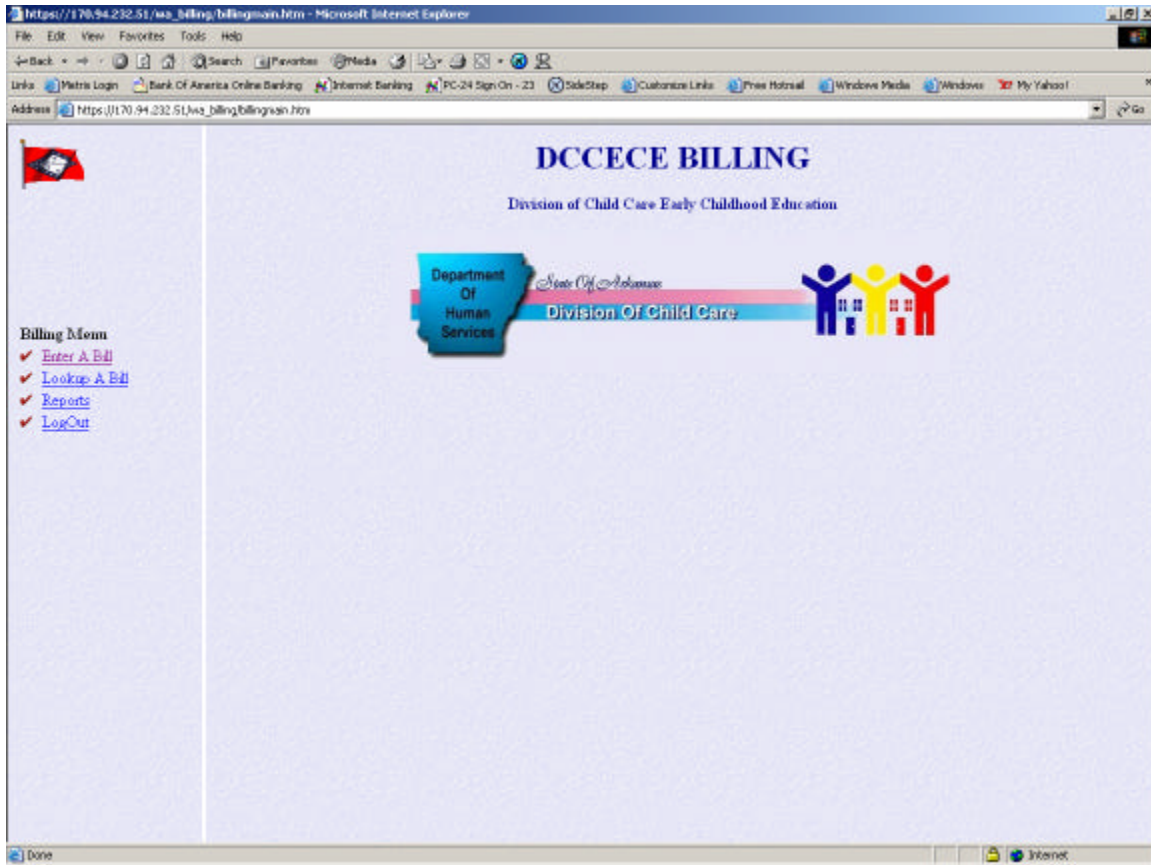 https://170.94.232.51/wa_billing/billingmain.htm - Microsoft Internet Explorer
File Edit View Favorites Tools Help
Back Search Favorites Media
Links Metris Login Bank Of America Online Banking Internet Banking PC-24 Sign On - 23 SideStep Customize Links Free Hotmail Windows Media Windows My Yahoo!
Address https://170.94.232.51/wa_billing/billingmain.htm Go
DCCECE BILLING
Division of Child Care Early Childhood Education
Department
Of
Human
Services
State Of Arkansas
Division Of Child Care
Billing Menu
Enter A Bill
Lookup A Bill
Reports
LogOut
Done Internet